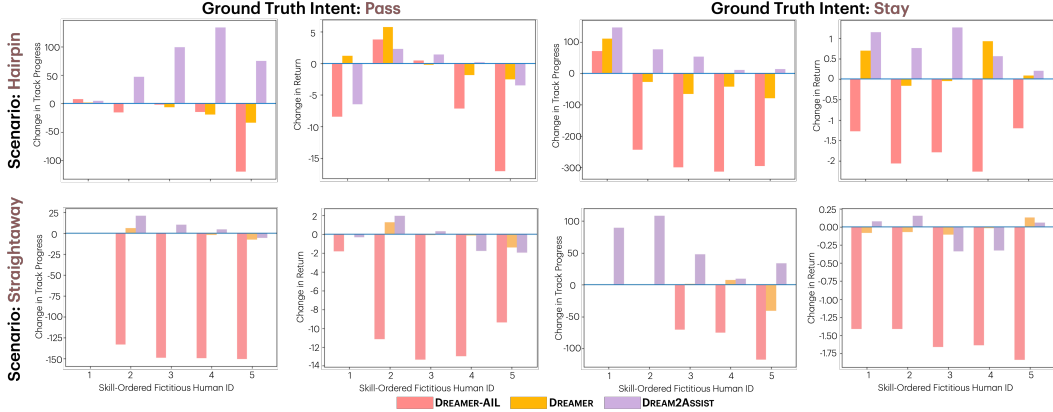 Ground Truth Intent: Pass
Ground Truth Intent: Stay
Scenario: Hairpin
Change in Track Progress
100
50
0
-50
-100
Change in Return
5
0
-5
-10
-15
Change in Track Progress
100
0
-100
-200
-300
Change in Return
1
0.5
0
-0.5
-1
-1.5
-2
Scenario: Straightaway
Change in Track Progress
25
0
-25
-50
-75
-100
-125
-150
1 2 3 4 5
Skill-Ordered Fictitious Human ID
Change in Return
2
0
-2
-4
-6
-8
-10
-12
-14
1 2 3 4 5
Skill-Ordered Fictitious Human ID
Change in Track Progress
100
50
0
-50
-100
1 2 3 4 5
Skill-Ordered Fictitious Human ID
Change in Return
0.25
0.00
-0.25
-0.50
-0.75
-1.00
-1.25
-1.50
-1.75
1 2 3 4 5
Skill-Ordered Fictitious Human ID
DREAMER-AIL DREAMER DREAM2ASSIST